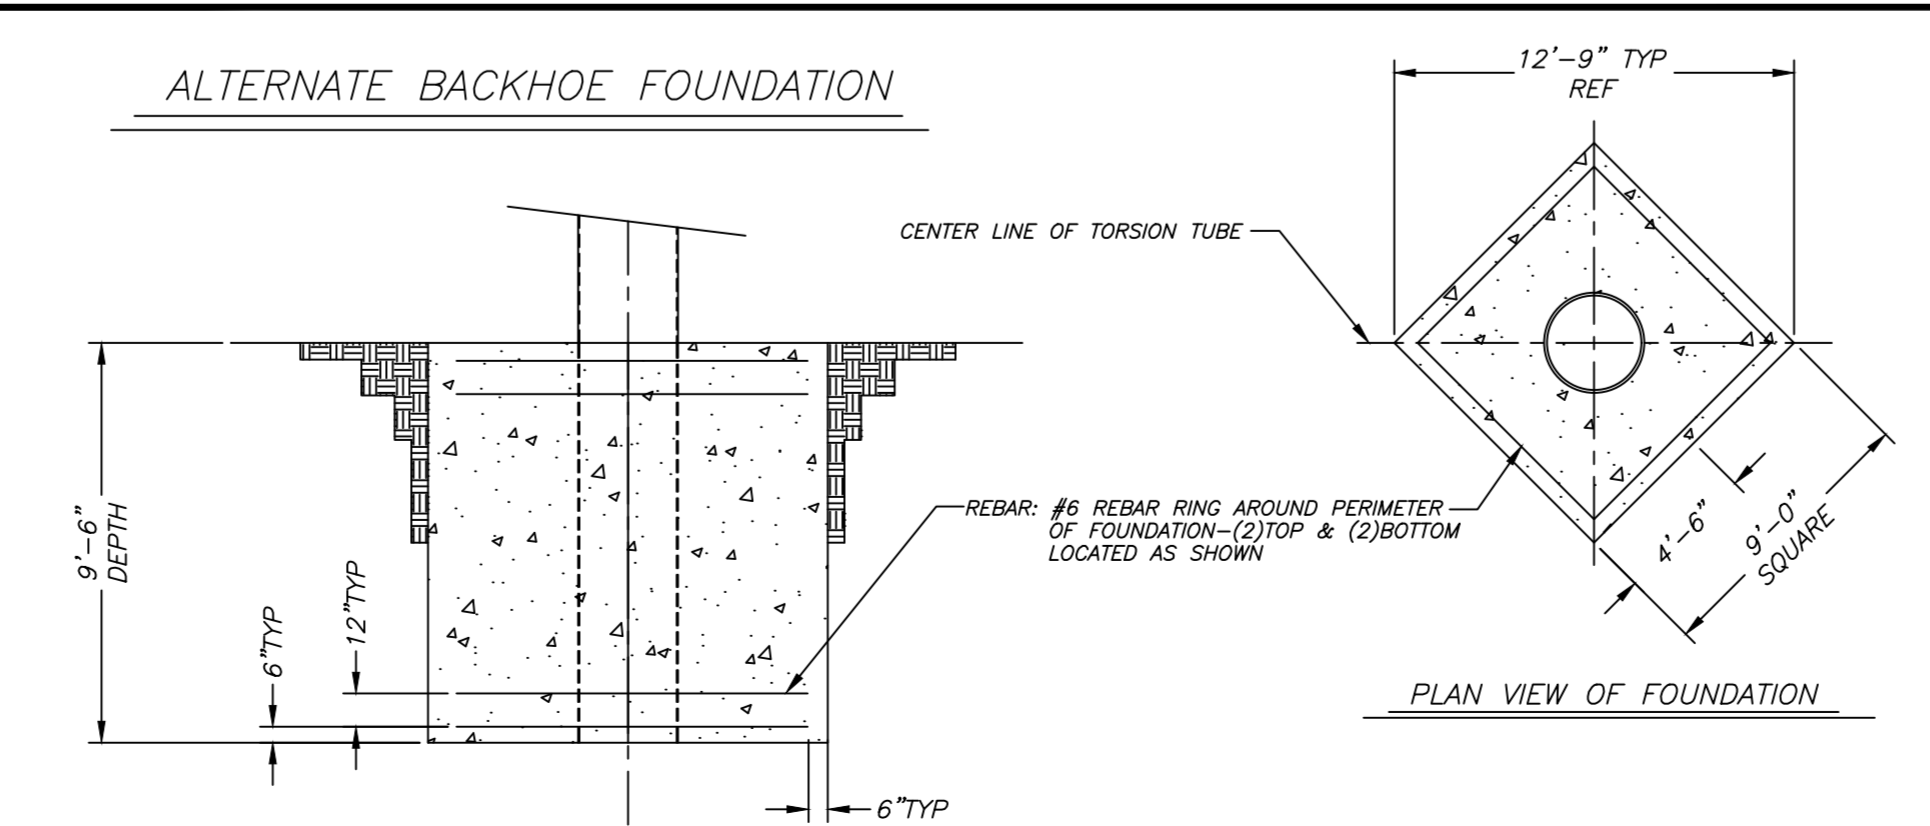 ALTERNATE BACKHOE FOUNDATION
12'-9" TYP
REF
CENTER LINE OF TORSION TUBE
9'-6"
DEPTH
6"TYP
12"TYP
REBAR: #6 REBAR RING AROUND PERIMETER
OF FOUNDATION-(2)TOP & (2)BOTTOM
LOCATED AS SHOWN
4'-6"
9'-0"
SQUARE
PLAN VIEW OF FOUNDATION
6"TYP